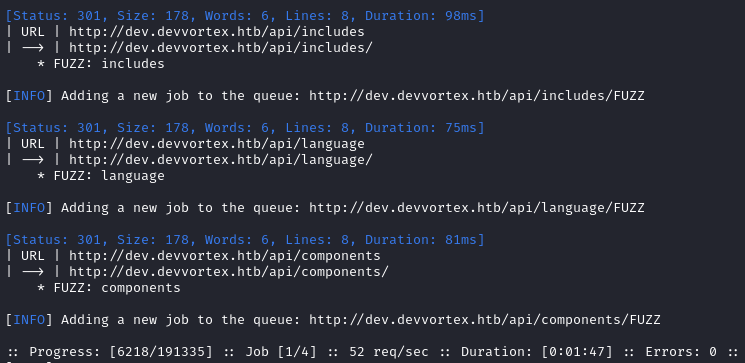 [Status: 301, Size: 178, Words: 6, Lines: 8, Duration: 98ms]
| URL | http://dev.devvortex.htb/api/includes
| --> | http://dev.devvortex.htb/api/includes/
* FUZZ: includes
[INFO] Adding a new job to the queue: http://dev.devvortex.htb/api/includes/FUZZ
[Status: 301, Size: 178, Words: 6, Lines: 8, Duration: 75ms]
| URL | http://dev.devvortex.htb/api/language
| --> | http://dev.devvortex.htb/api/language/
* FUZZ: language
[INFO] Adding a new job to the queue: http://dev.devvortex.htb/api/language/FUZZ
[Status: 301, Size: 178, Words: 6, Lines: 8, Duration: 81ms]
| URL | http://dev.devvortex.htb/api/components
| --> | http://dev.devvortex.htb/api/components/
* FUZZ: components
[INFO] Adding a new job to the queue: http://dev.devvortex.htb/api/components/FUZZ
:: Progress: [6218/191335] :: Job [1/4] :: 52 req/sec :: Duration: [0:01:47] :: Errors: 0 ::